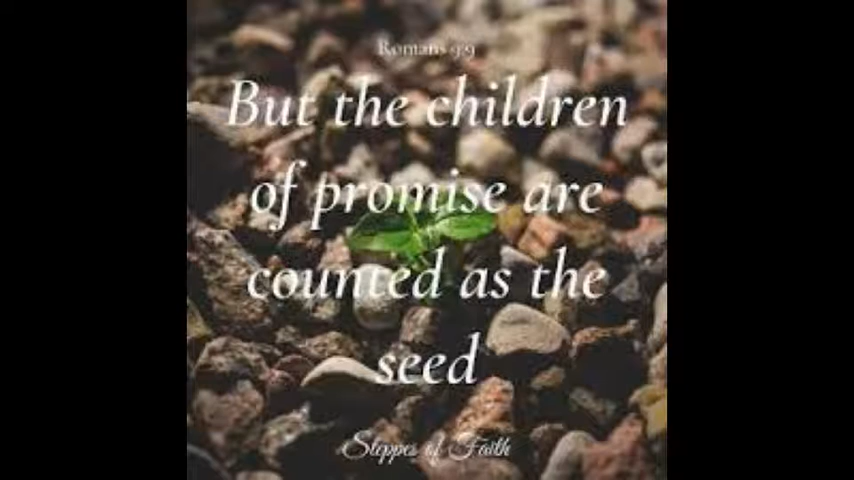 Romans 9:9
But the children
of promise are
counted as the
seed
Steppes of Faith